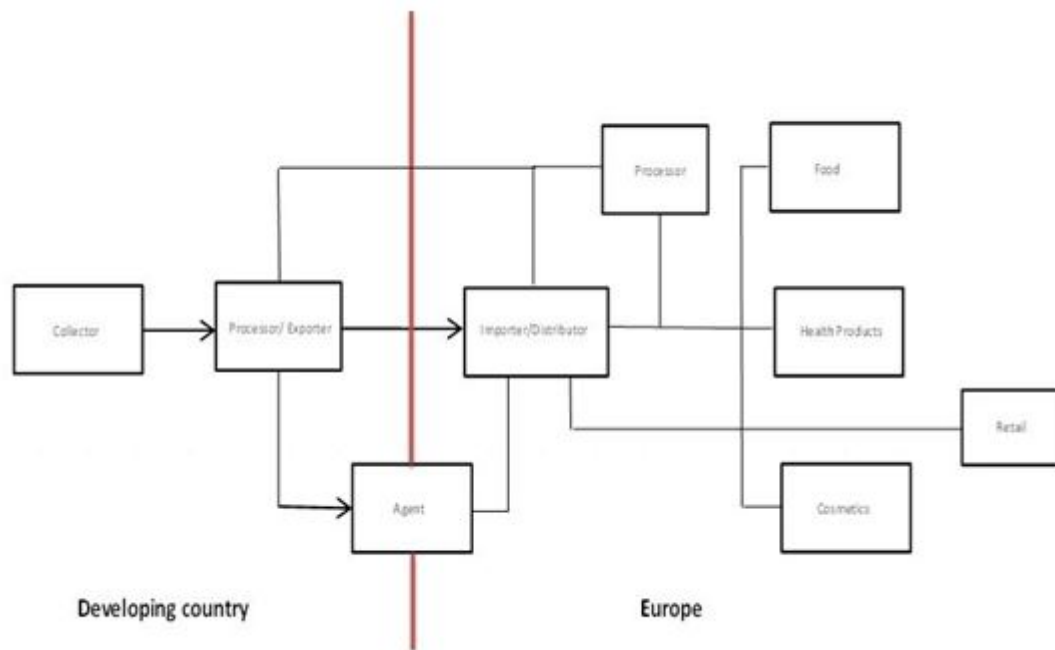 Processor
Food
Collector
Processor/ Exporter
Importer/Distributor
Health Products
Retail
Agent
Cosmetics
Developing country
Europe